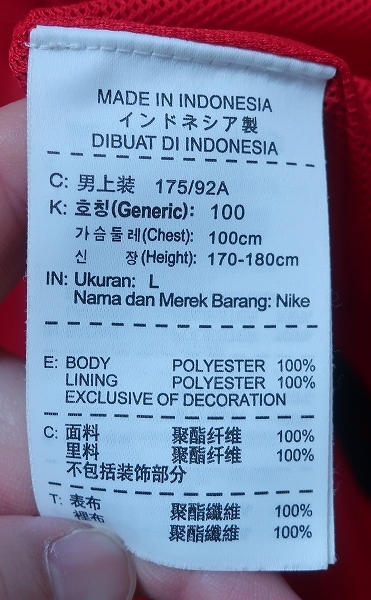 MADE IN INDONESIA
インドネシア製
DIBUAT DI INDONESIA
C: 男上装 175/92A
K: 호칭(Generic): 100
가슴둘레(Chest): 100cm
신 장(Height): 170-180cm
IN: Ukuran: L
Nama dan Merek Barang: Nike
E: BODY POLYESTER 100%
LINING POLYESTER 100%
EXCLUSIVE OF DECORATION
C: 面料 聚酯纤维 100%
里料 聚酯纤维 100%
不包括装饰部分
T: 表布 聚酯纖維 100%
裡布 聚酯纖維 100%